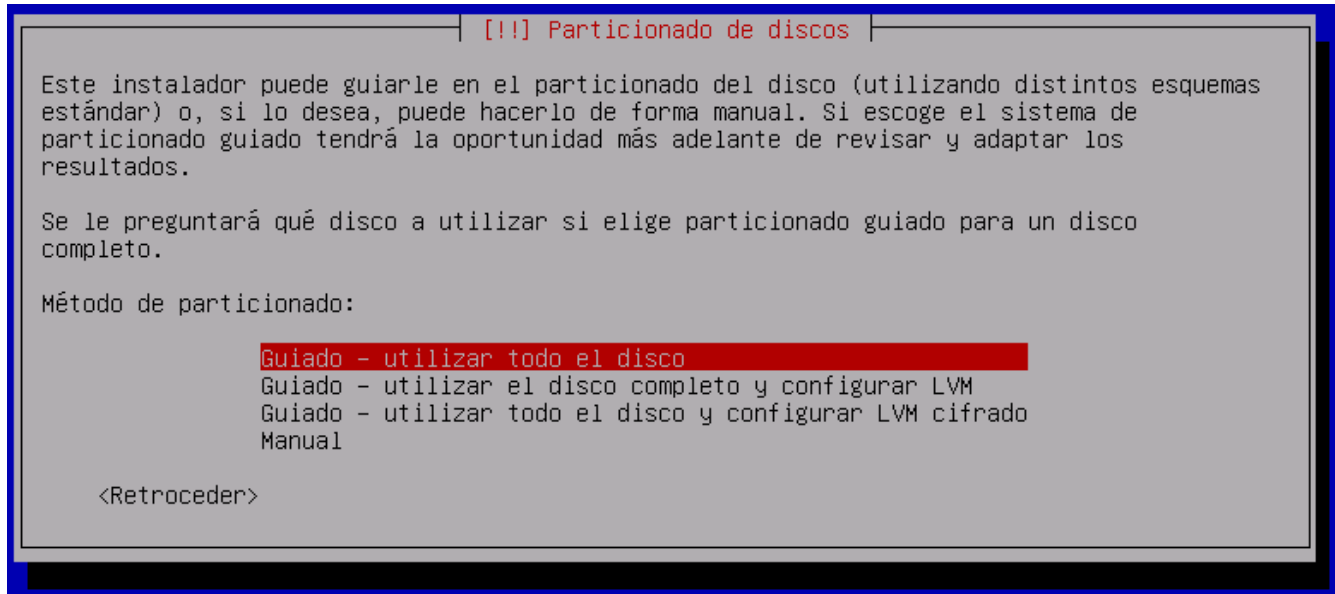 [!!] Particionado de discos
Este instalador puede guiarle en el particionado del disco (utilizando distintos esquemas
estándar) o, si lo desea, puede hacerlo de forma manual. Si escoge el sistema de
particionado guiado tendrá la oportunidad más adelante de revisar y adaptar los
resultados.
Se le preguntará qué disco a utilizar si elige particionado guiado para un disco
completo.
Método de particionado:
Guiado - utilizar todo el disco
Guiado - utilizar el disco completo y configurar LVM
Guiado - utilizar todo el disco y configurar LVM cifrado
Manual
<Retroceder>